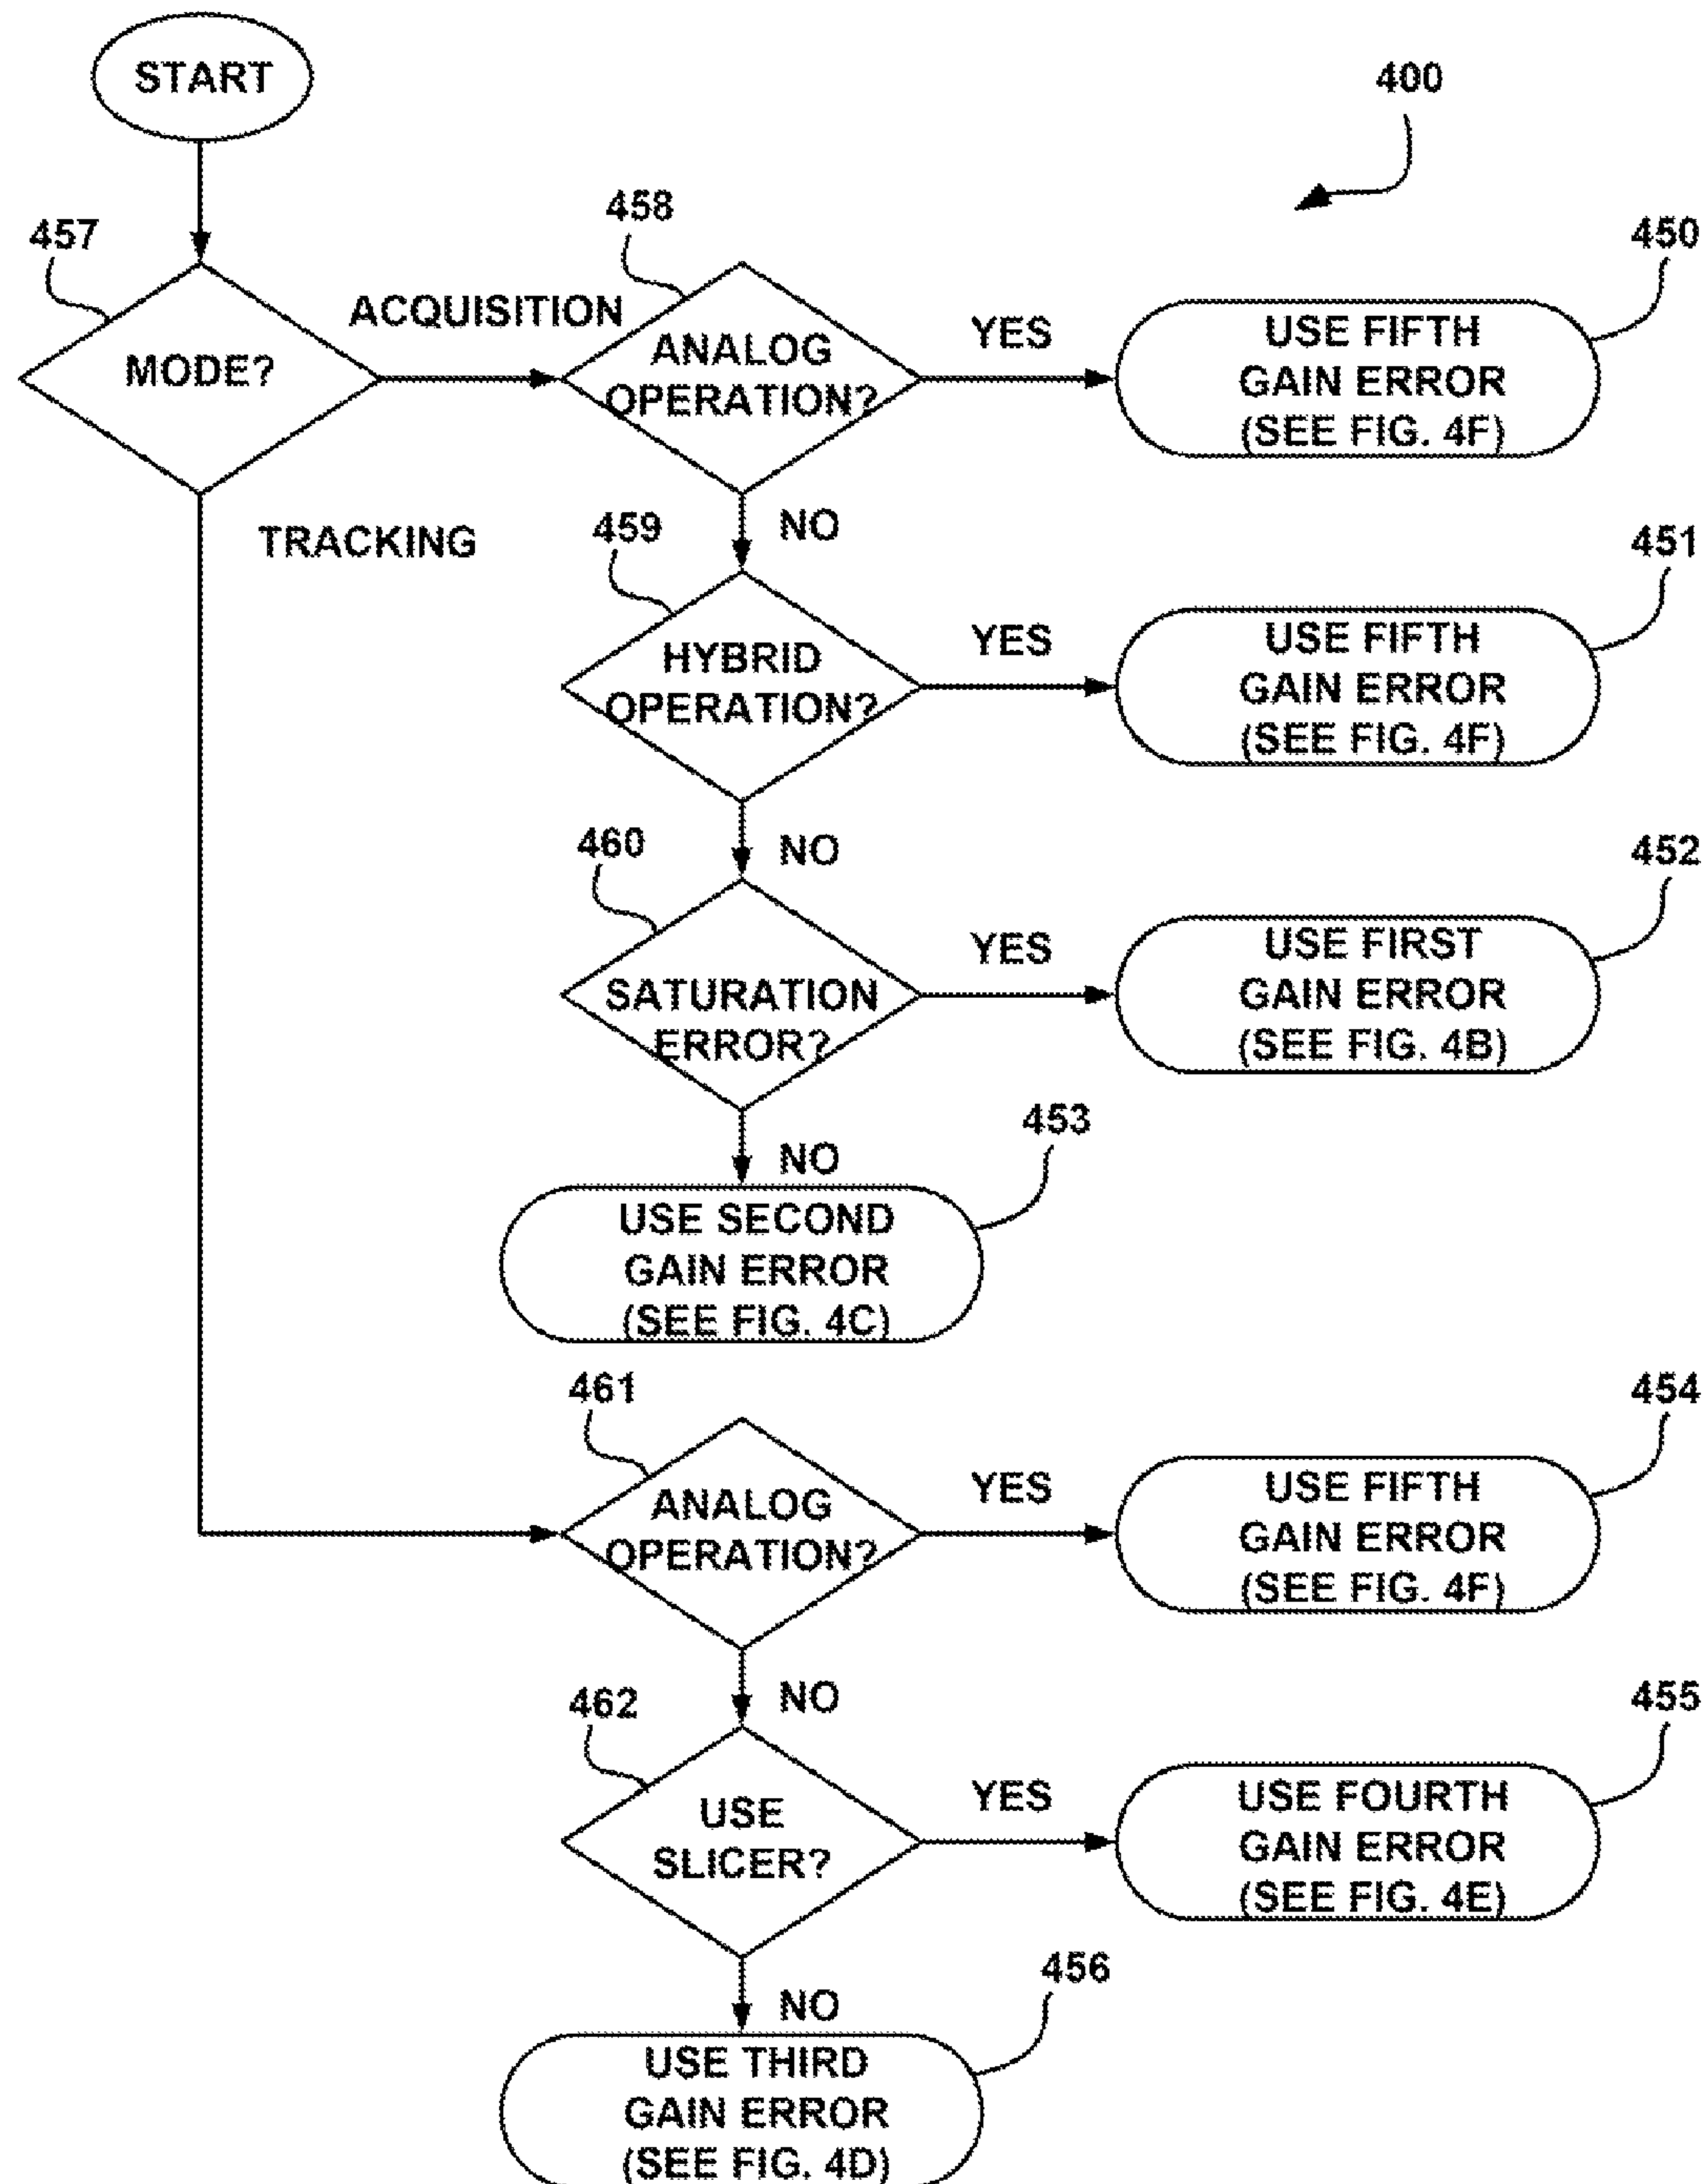 START
400
457
MODE?
ACQUISITION
TRACKING
458
ANALOG
OPERATION?
YES
450
USE FIFTH
GAIN ERROR
(SEE FIG. 4F)
NO
459
HYBRID
OPERATION?
YES
451
USE FIFTH
GAIN ERROR
(SEE FIG. 4F)
NO
460
SATURATION
ERROR?
YES
452
USE FIRST
GAIN ERROR
(SEE FIG. 4B)
NO
453
USE SECOND
GAIN ERROR
(SEE FIG. 4C)
461
ANALOG
OPERATION?
YES
454
USE FIFTH
GAIN ERROR
(SEE FIG. 4F)
NO
462
USE
SLICER?
YES
455
USE FOURTH
GAIN ERROR
(SEE FIG. 4E)
NO
456
USE THIRD
GAIN ERROR
(SEE FIG. 4D)